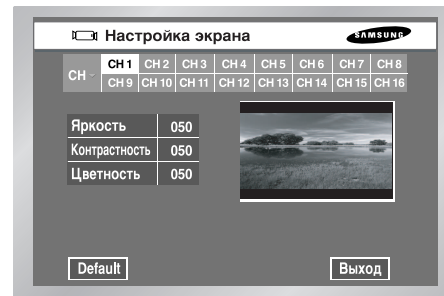 Настройка экрана SAMSUNG
CH CH 1 CH 2 CH 3 CH 4 CH 5 CH 6 CH 7 CH 8
CH 9 CH 10 CH 11 CH 12 CH 13 CH 14 CH 15 CH 16
Яркость 050
Контрастность 050
Цветность 050
Default Выход